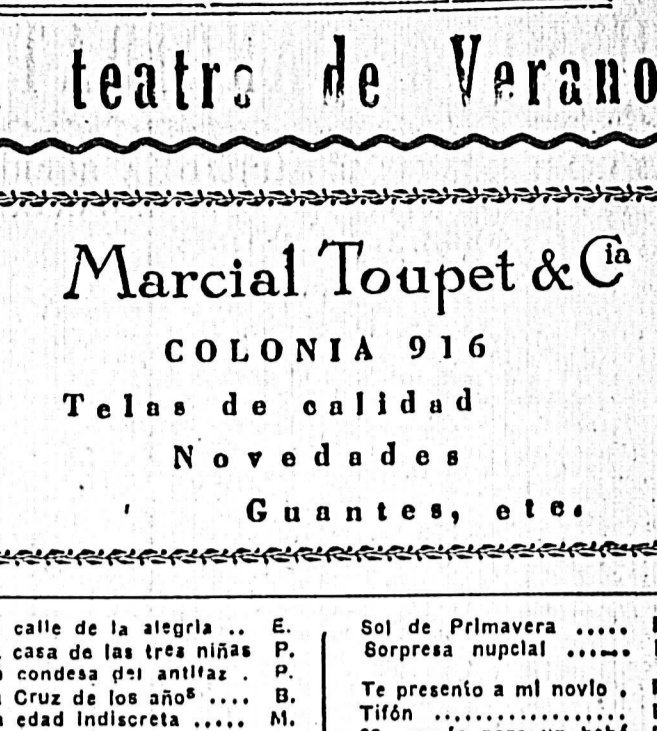 teatro de Verano
Marcial Toupet & Cia
COLONIA 916
Telas de calidad
Novedades
Guantes, etc.
calle de la alegria .. E.
casa de las tres niñas P.
condesa del antifaz . P.
Cruz de los años .... B.
edad indiscreta ..... M.
Sol de Primavera .....
Sorpresa nupcial ......
Te presento a mi novio .
Tifón .................